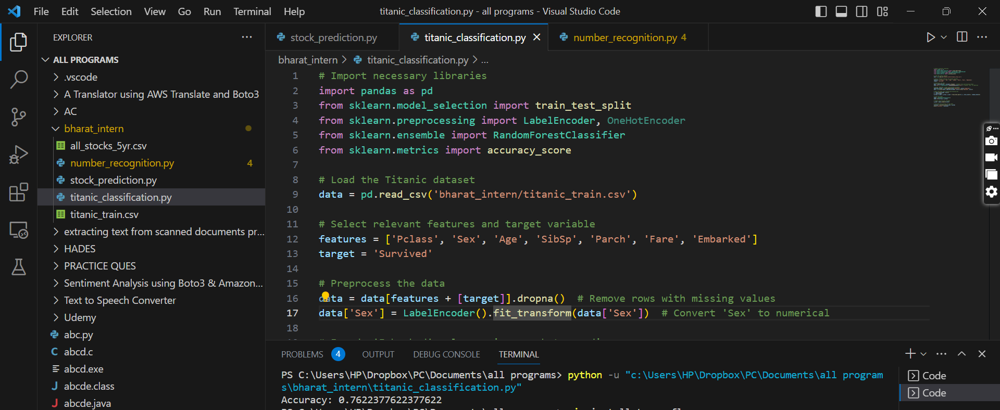 File Edit Selection View Go Run Terminal Help
titanic_classification.py - all programs - Visual Studio Code
EXPLORER
ALL PROGRAMS
.vscode
A Translator using AWS Translate and Boto3
AC
bharat_intern
all_stocks_5yr.csv
number_recognition.py 4
stock_prediction.py
titanic_classification.py
titanic_train.csv
extracting text from scanned documents pr...
HADES
PRACTICE QUES
Sentiment Analysis using Boto3 & Amazon...
Text to Speech Converter
Udemy
abc.py
abcd.c
abcd.exe
abcde.class
abcde.java
stock_prediction.py
titanic_classification.py
number_recognition.py 4
bharat_intern > titanic_classification.py > ...
1 # Import necessary libraries
2 import pandas as pd
3 from sklearn.model_selection import train_test_split
4 from sklearn.preprocessing import LabelEncoder, OneHotEncoder
5 from sklearn.ensemble import RandomForestClassifier
6 from sklearn.metrics import accuracy_score
7
8 # Load the Titanic dataset
9 data = pd.read_csv('bharat_intern/titanic_train.csv')
10
11 # Select relevant features and target variable
12 features = ['Pclass', 'Sex', 'Age', 'SibSp', 'Parch', 'Fare', 'Embarked']
13 target = 'Survived'
14
15 # Preprocess the data
16 data = data[features + [target]].dropna()  # Remove rows with missing values
17 data['Sex'] = LabelEncoder().fit_transform(data['Sex'])  # Convert 'Sex' to numerical
18
PROBLEMS 4 OUTPUT DEBUG CONSOLE TERMINAL
PS C:\Users\HP\Dropbox\PC\Documents\all programs> python -u "c:\Users\HP\Dropbox\PC\Documents\all program
s\bharat_intern\titanic_classification.py"
Accuracy: 0.7622377622377622
Code
Code